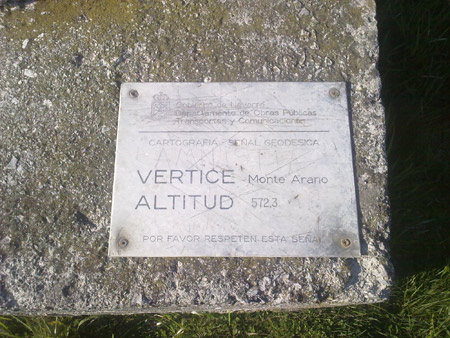 Gobierno de Navarra
Departamento de Obras Públicas
Transportes y Comunicaciones
CARTOGRAFIA - SEÑAL GEODESICA
VERTICE Monte Arano
ALTITUD 572.3
POR FAVOR RESPETEN ESTA SEÑAL